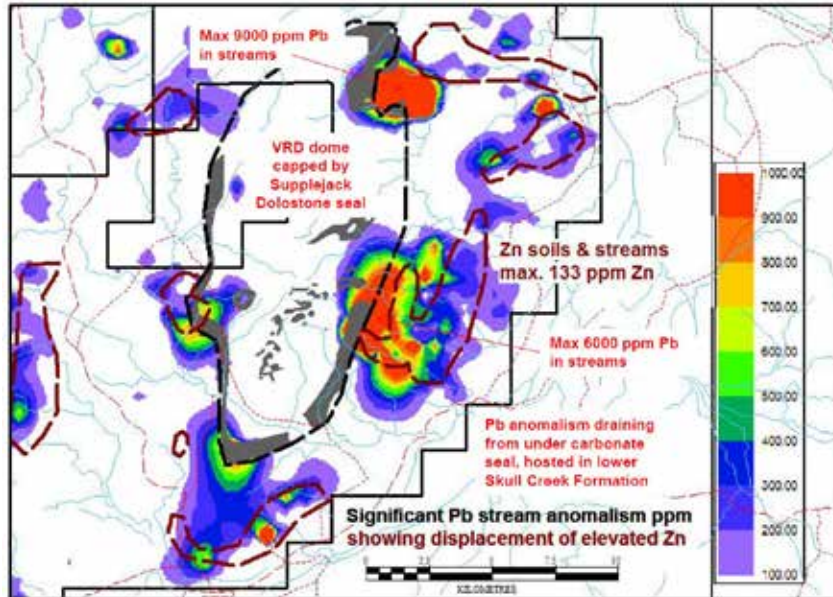 Max 9000 ppm Pb
in streams
VRD dome
capped by
Supplejack
Dolostone seal
Zn soils & streams
max. 133 ppm Zn
Max 6000 ppm Pb
in streams
Pb anomalism draining
from under carbonate
seal, hosted in lower
Skull Creek Formation
Significant Pb stream anomalism ppm
showing displacement of elevated Zn
0
KILOMETRES
900.00
800.00
700.00
600.00
500.00
400.00
300.00
200.00
100.00